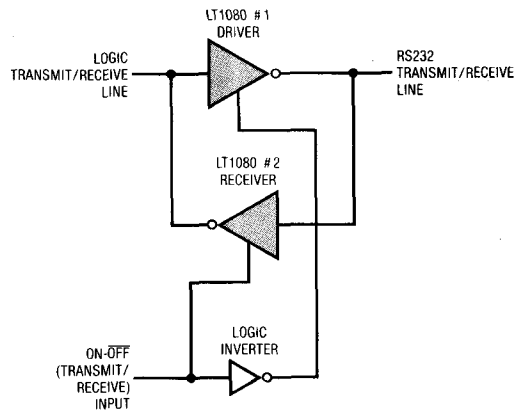 LT1080 #1
DRIVER
LOGIC
TRANSMIT/RECEIVE
LINE
RS232
TRANSMIT/RECEIVE
LINE
LT1080 #2
RECEIVER
LOGIC
INVERTER
ON-O̅F̅F̅
(TRANSMIT/
RECEIVE)
INPUT